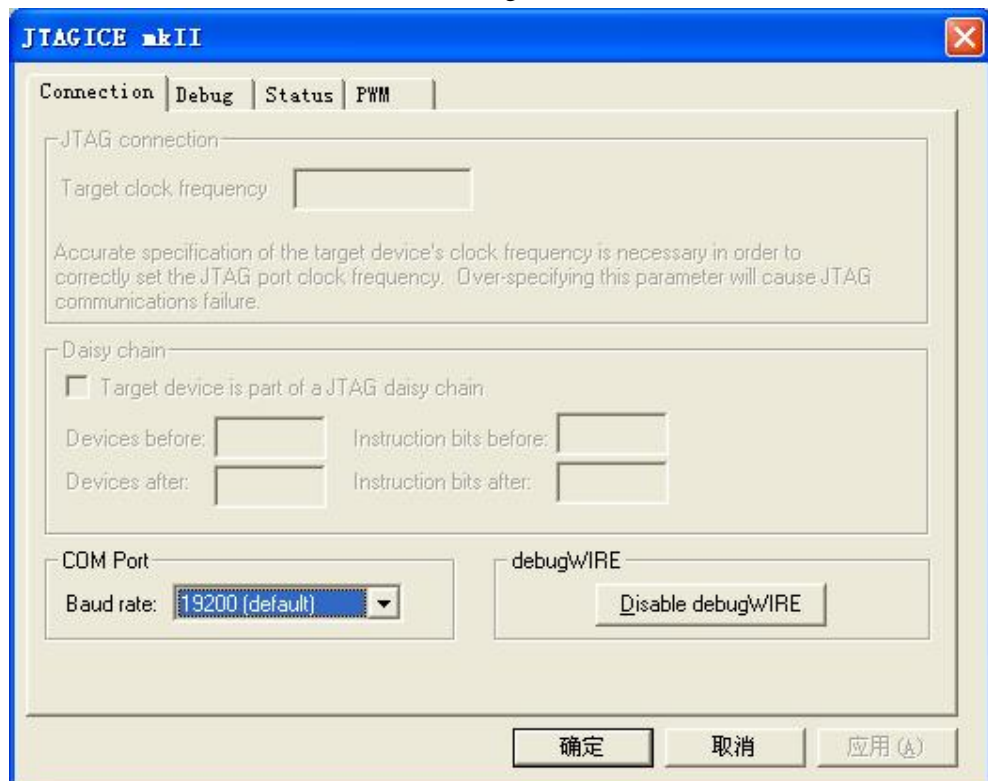 JTAGICE mkII
Connection Debug Status PWM
JTAG connection
Target clock frequency
Accurate specification of the target device's clock frequency is necessary in order to
correctly set the JTAG port clock frequency. Over-specifying this parameter will cause JTAG
communications failure.
Daisy chain
Target device is part of a JTAG daisy chain
Devices before: Instruction bits before:
Devices after: Instruction bits after:
COM Port debugWIRE
Baud rate: 19200 (default) Disable debugWIRE
确定 取消 应用(A)